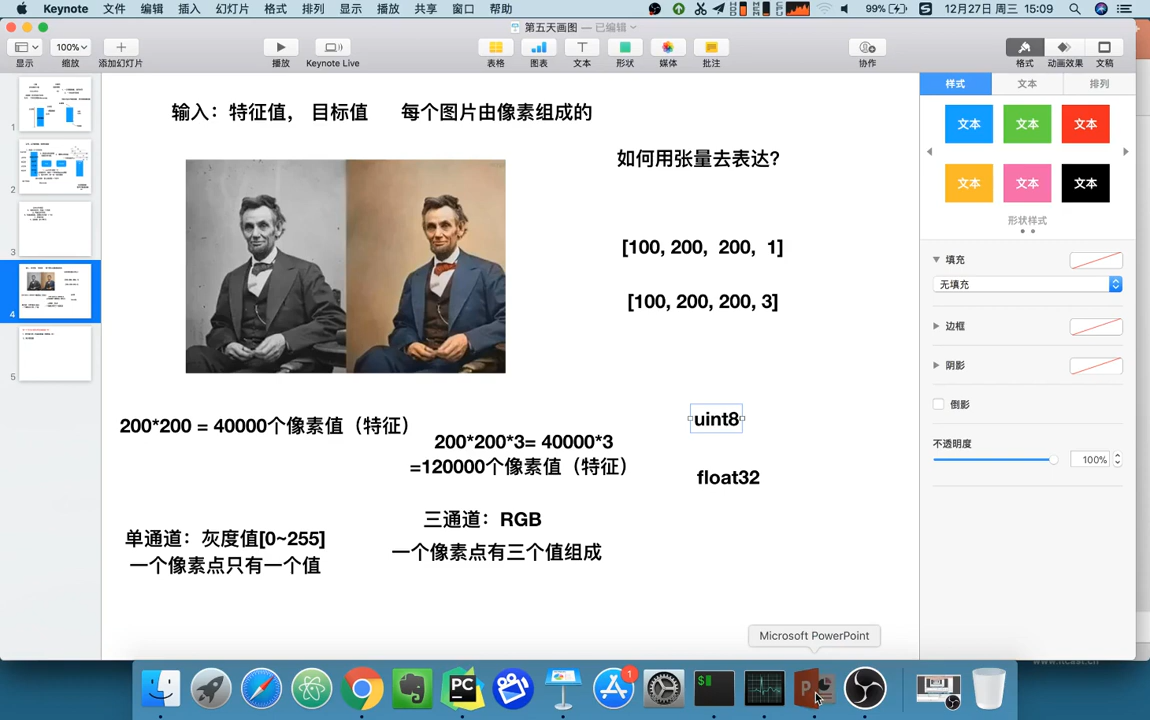 Keynote 文件 编辑 插入 幻灯片 格式 排列 显示 播放 共享 窗口 帮助 99% 12月27日 周三 15:09
第五天画图 — 已编辑
100%
显示 缩放 添加幻灯片 播放 Keynote Live 表格 图表 文本 形状 媒体 批注 协作 格式 动画效果 文稿
样式 文本 排列
1
2
3
4
5
输入：特征值， 目标值 每个图片由像素组成的
如何用张量去表达?
[100, 200, 200, 1]
[100, 200, 200, 3]
200*200 = 40000个像素值（特征）
200*200*3= 40000*3
=120000个像素值（特征）
uint8
float32
单通道：灰度值[0~255]
一个像素点只有一个值
三通道：RGB
一个像素点有三个值组成
文本 文本 文本
文本 文本 文本
形状样式
填充
无填充
边框
阴影
倒影
不透明度
100%
Microsoft PowerPoint
www.itcast.cn
PC
1
$
P